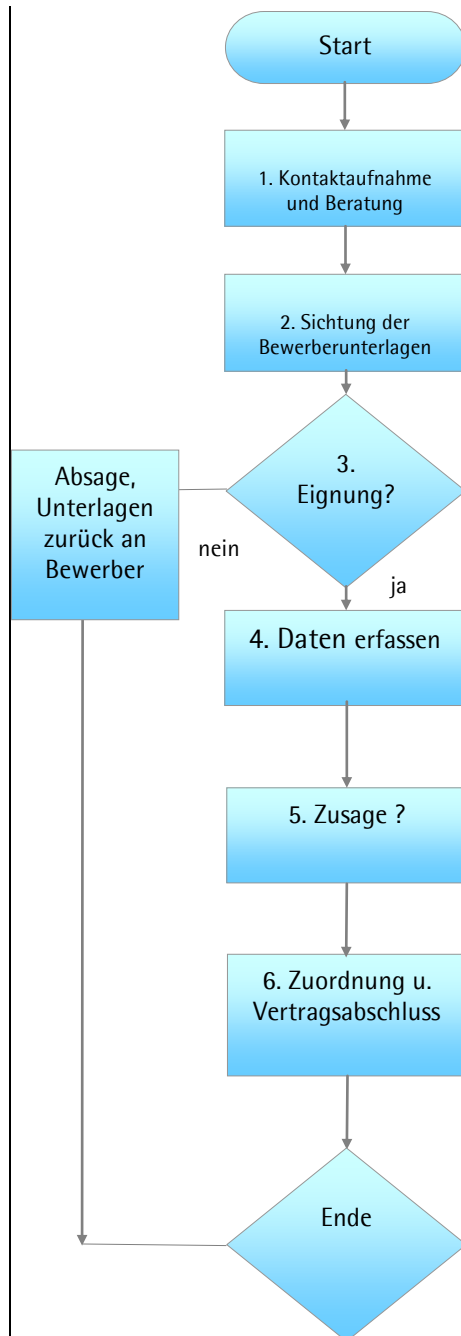 Start
1. Kontaktaufnahme
und Beratung
2. Sichtung der
Bewerberunterlagen
3.
Eignung?
Absage,
Unterlagen
zurück an
Bewerber
nein
ja
4. Daten erfassen
5. Zusage ?
6. Zuordnung u.
Vertragsabschluss
Ende